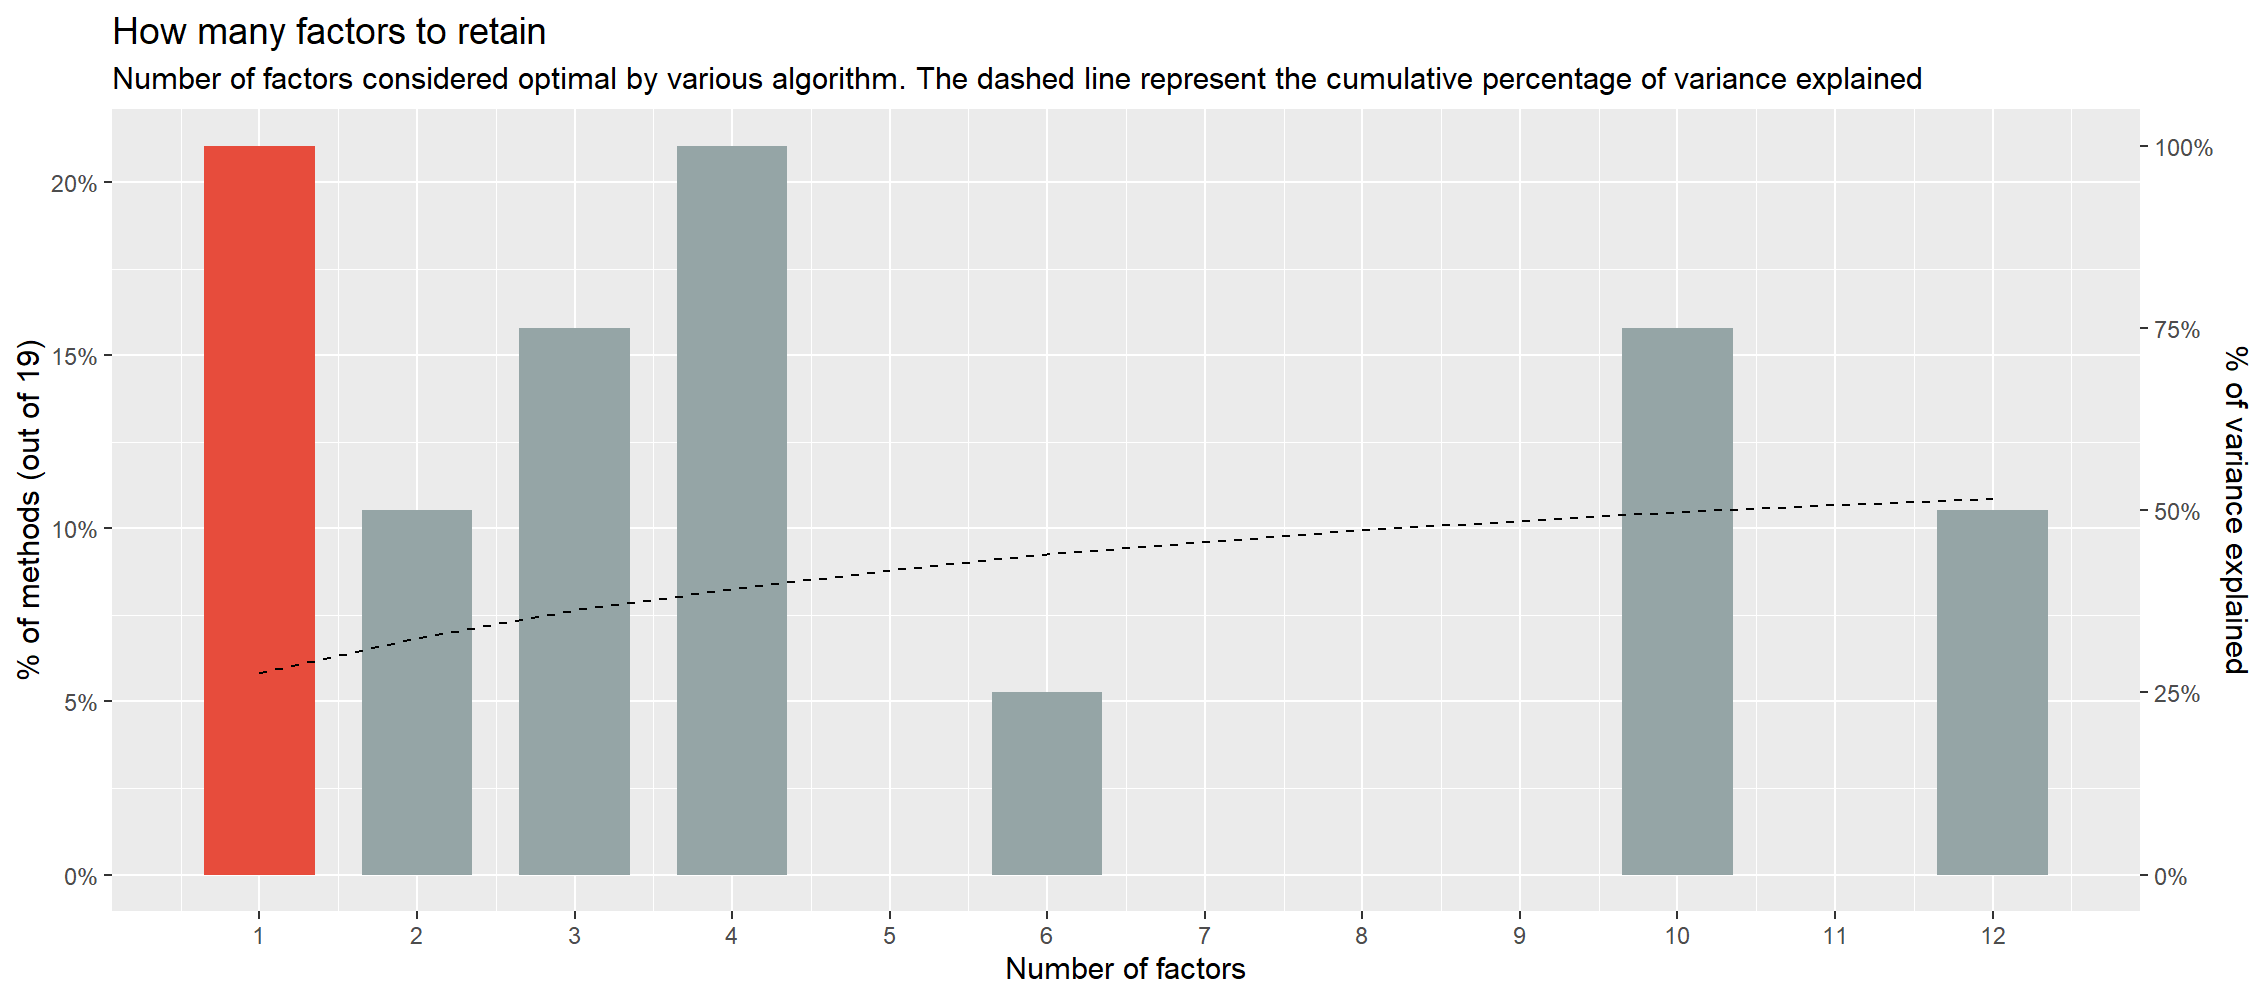 How many factors to retain
Number of factors considered optimal by various algorithm. The dashed line represent the cumulative percentage of variance explained
% of methods (out of 19)
20%
15%
10%
5%
0%
100%
75%
50%
25%
0%
% of variance explained
1 2 3 4 5 6 7 8 9 10 11 12
Number of factors